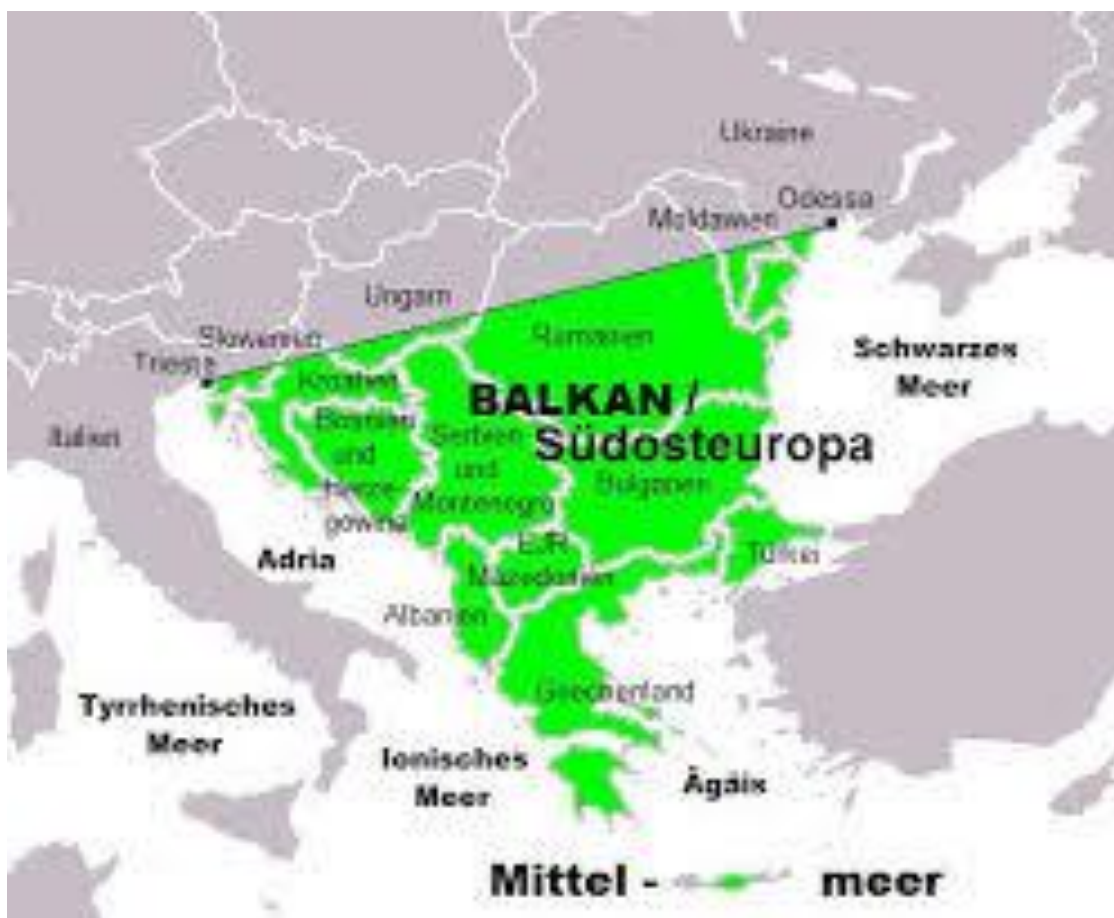 Ukraine
Odessa
Moldawien
Ungarn
Slowenien
Trieste
Rumänien
Schwarzes
Meer
Kroatien
BALKAN /
Südosteuropa
Italien
Bosnien
und
Herze-
gowina
Serbien
und
Montenegro
Bulgarien
Adria
EJR
Mazedonien
Türkei
Albanien
Griechenland
Tyrrhenisches
Meer
Ionisches
Meer
Ägäis
Mittel - meer